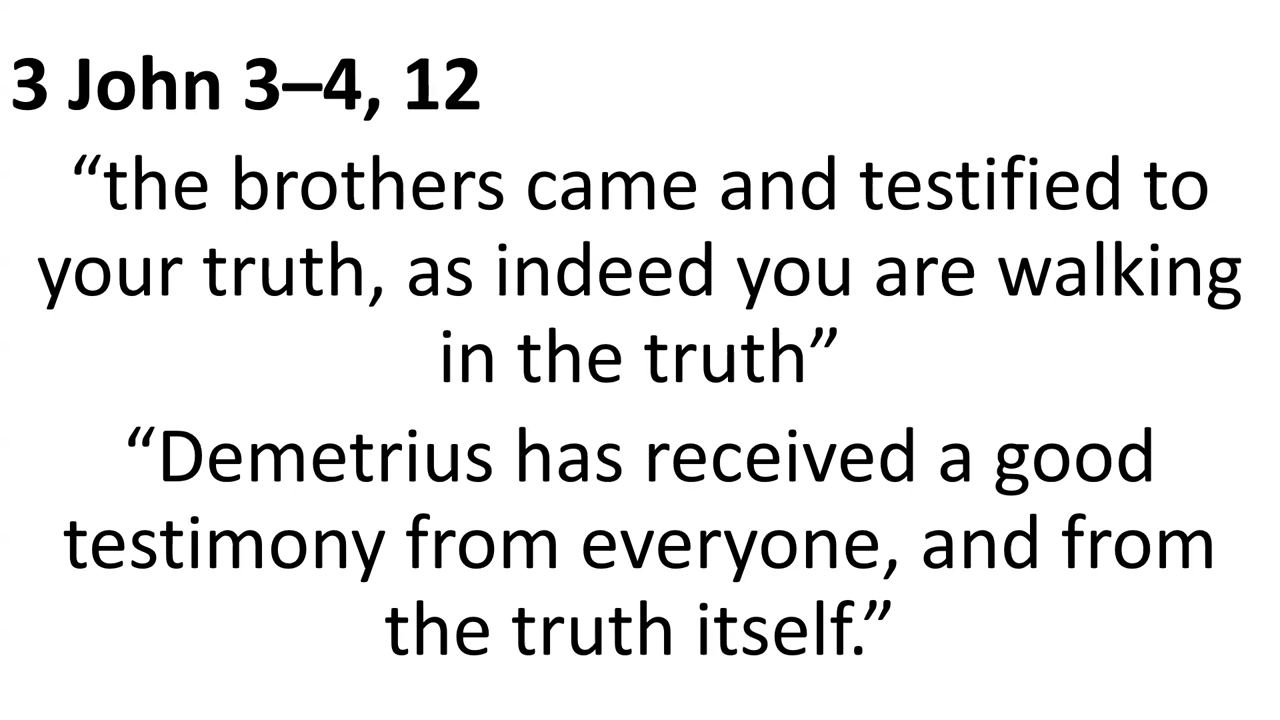 3 John 3–4, 12
“the brothers came and testified to
your truth, as indeed you are walking
in the truth”
“Demetrius has received a good
testimony from everyone, and from
the truth itself.”